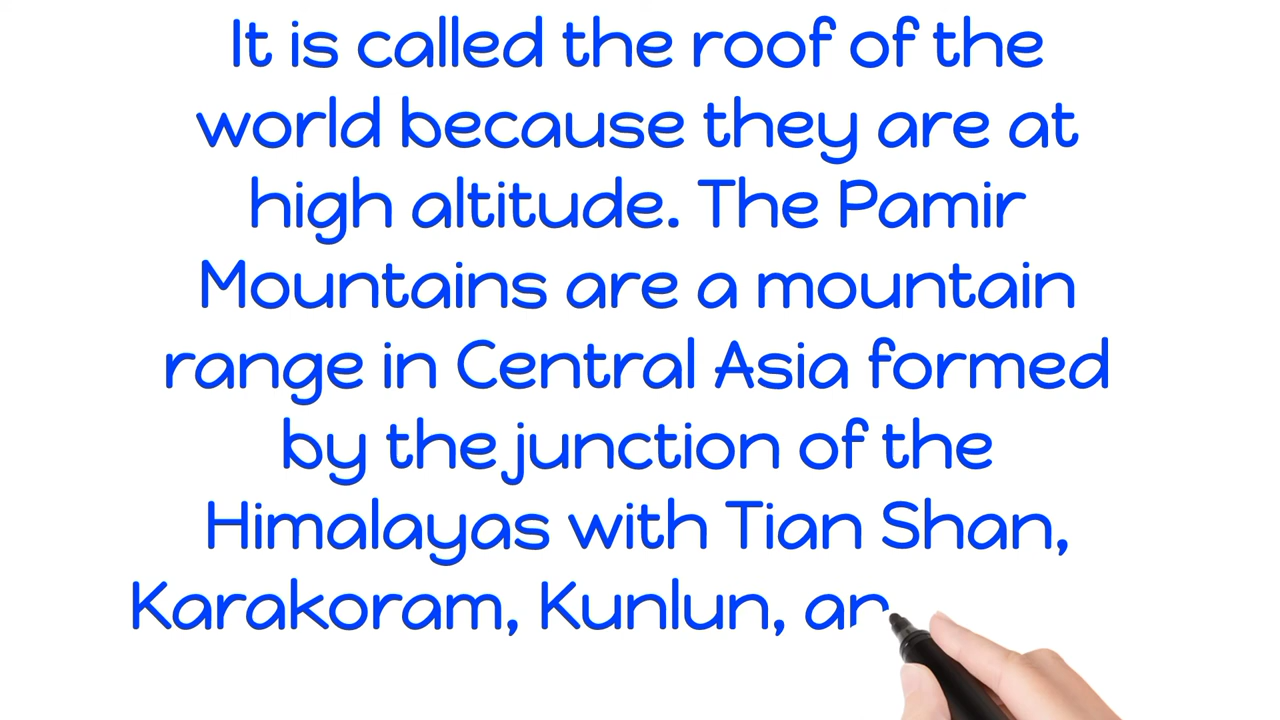 It is called the roof of the
world because they are at
high altitude. The Pamir
Mountains are a mountain
range in Central Asia formed
by the junction of the
Himalayas with Tian Shan,
Karakoram, Kunlun, an